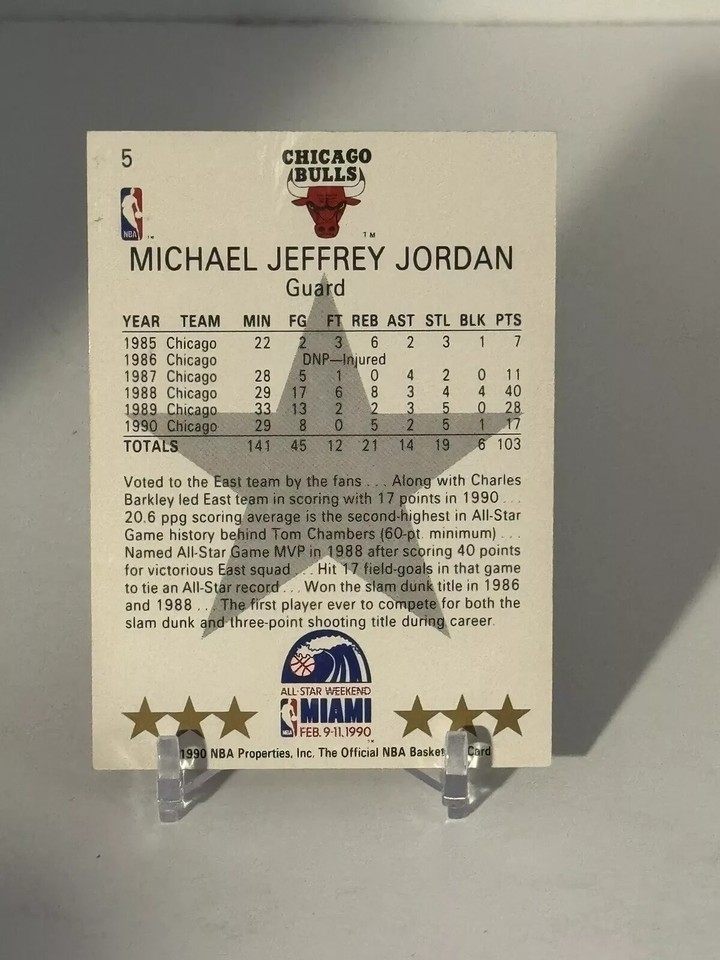 5
CHICAGO
BULLS
NBA
TM
MICHAEL JEFFREY JORDAN
Guard
YEAR TEAM MIN FG FT REB AST STL BLK PTS
1985 Chicago 22 2 3 6 2 3 1 7
1986 Chicago DNP—Injured
1987 Chicago 28 5 1 0 4 2 0 11
1988 Chicago 29 17 6 8 3 4 4 40
1989 Chicago 33 13 2 2 3 5 0 28
1990 Chicago 29 8 0 5 2 5 1 17
TOTALS 141 45 12 21 14 19 6 103
Voted to the East team by the fans . . . Along with Charles
Barkley led East team in scoring with 17 points in 1990 . . .
20.6 ppg scoring average is the second-highest in All-Star
Game history behind Tom Chambers (60-pt. minimum) . . .
Named All-Star Game MVP in 1988 after scoring 40 points
for victorious East squad . . . Hit 17 field-goals in that game
to tie an All-Star record . . . Won the slam dunk title in 1986
and 1988 . . . The first player ever to compete for both the
slam dunk and three-point shooting title during career.
ALL·STAR WEEKEND
NBA
MIAMI
FEB. 9-11, 1990
1990 NBA Properties, Inc. The Official NBA Basket Card